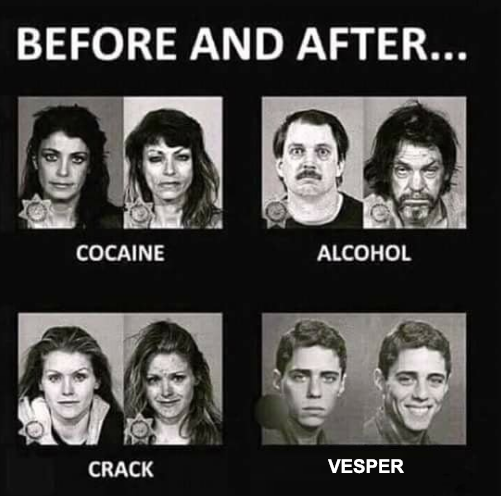 BEFORE AND AFTER...
COCAINE
ALCOHOL
CRACK
VESPER